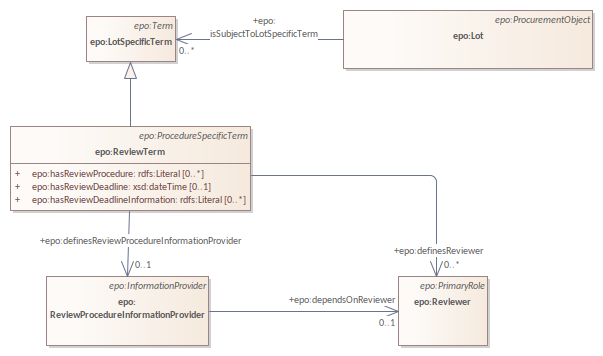 epo:Term
epo:LotSpecificTerm
+epo:
isSubjectToLotSpecificTerm
0..*
epo:ProcurementObject
epo:Lot
epo:ProcedureSpecificTerm
epo:ReviewTerm
+ epo:hasReviewProcedure: rdfs:Literal [0..*]
+ epo:hasReviewDeadline: xsd:dateTime [0..1]
+ epo:hasReviewDeadlineInformation: rdfs:Literal [0..*]
+epo:definesReviewProcedureInformationProvider
0..1
+epo:definesReviewer
0..*
epo:InformationProvider
epo:
ReviewProcedureInformationProvider
+epo:dependsOnReviewer
0..1
epo:PrimaryRole
epo:Reviewer